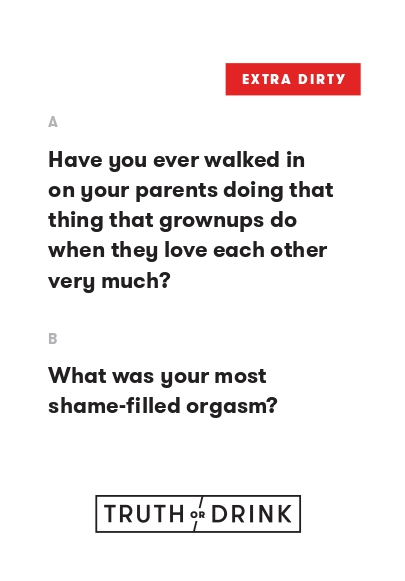 EXTRA DIRTY
A
Have you ever walked in
on your parents doing that
thing that grownups do
when they love each other
very much?
B
What was your most
shame-filled orgasm?
TRUTH OR DRINK